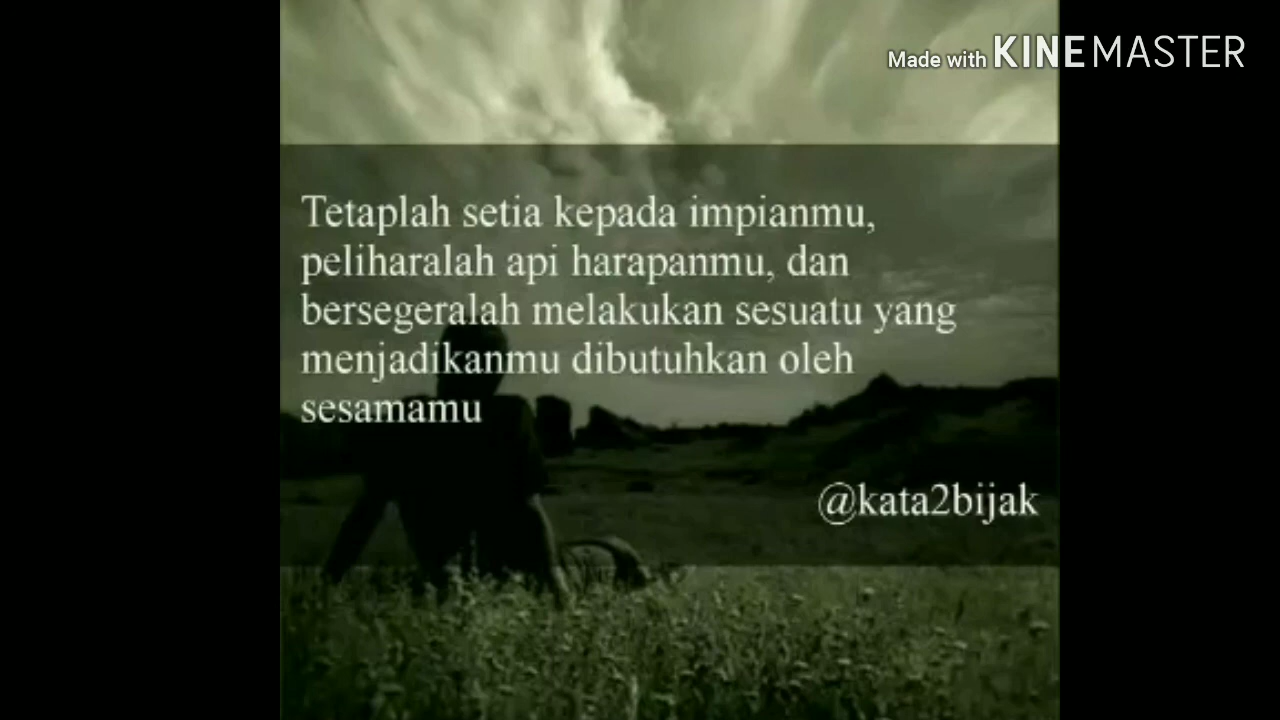 Made with KINEMASTER
Tetaplah setia kepada impianmu,
peliharalah api harapanmu, dan
bersegeralah melakukan sesuatu yang
menjadikanmu dibutuhkan oleh
sesamamu
@kata2bijak